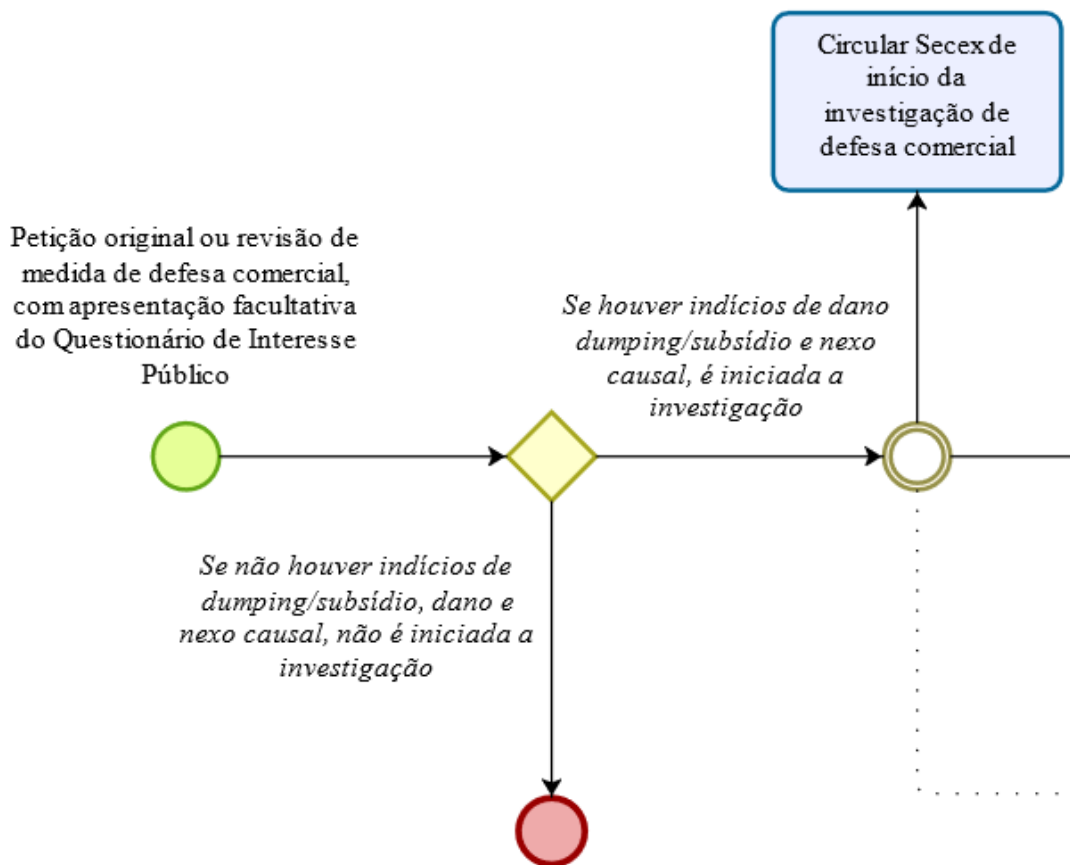 Circular Secex de
início da
investigação de
defesa comercial
Petição original ou revisão de
medida de defesa comercial,
com apresentação facultativa
do Questionário de Interesse
Público
Se houver indícios de dano
dumping/subsídio e nexo
causal, é iniciada a
investigação
Se não houver indícios de
dumping/subsídio, dano e
nexo causal, não é iniciada a
investigação